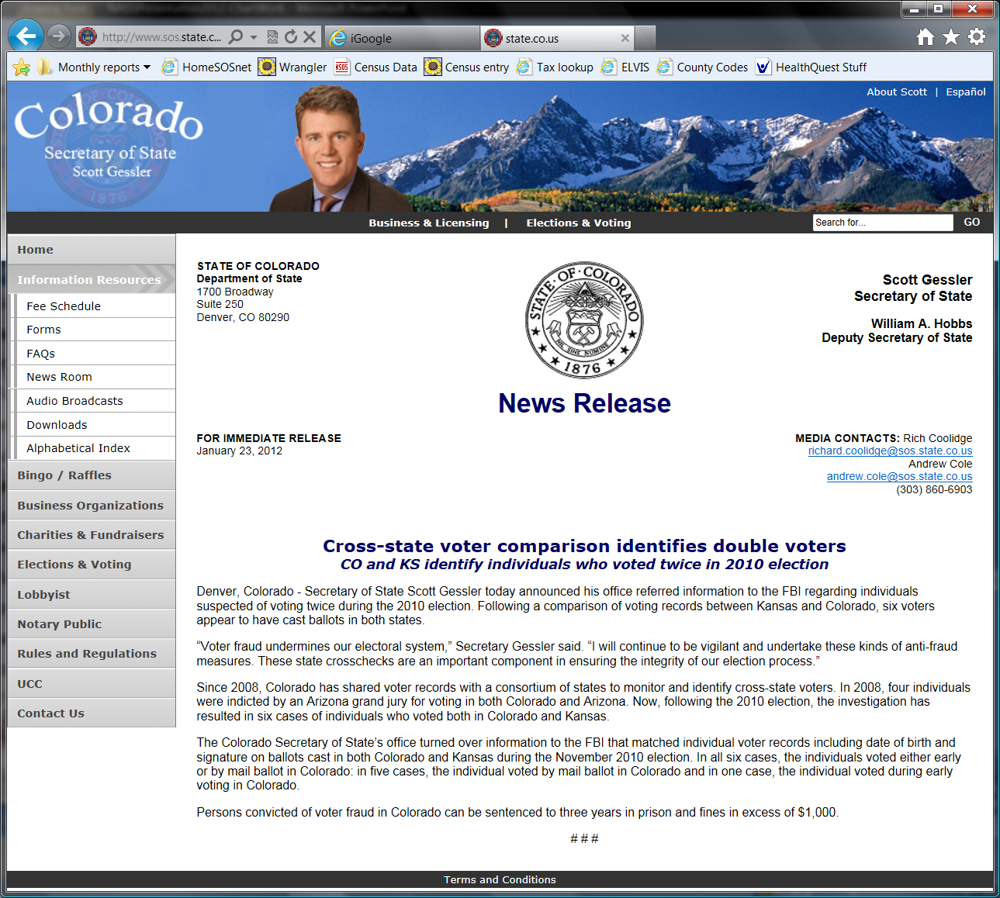 http://www.sos.state.c...
iGoogle
state.co.us
Monthly reports
HomeSOSnet
Wrangler
KSOS
Census Data
Census entry
Tax lookup
ELVIS
County Codes
HealthQuest Stuff
About Scott | Español
Colorado
Secretary of State
Scott Gessler
1876
Business & Licensing | Elections & Voting
Search for...
GO
Home
Information Resources
Fee Schedule
Forms
FAQs
News Room
Audio Broadcasts
Downloads
Alphabetical Index
Bingo / Raffles
Business Organizations
Charities & Fundraisers
Elections & Voting
Lobbyist
Notary Public
Rules and Regulations
UCC
Contact Us
STATE OF COLORADO
Department of State
1700 Broadway
Suite 250
Denver, CO 80290
STATE OF COLORADO
NIL SINE NUMINE
1876
Scott Gessler
Secretary of State
William A. Hobbs
Deputy Secretary of State
News Release
FOR IMMEDIATE RELEASE
January 23, 2012
MEDIA CONTACTS: Rich Coolidge
richard.coolidge@sos.state.co.us
Andrew Cole
andrew.cole@sos.state.co.us
(303) 860-6903
Cross-state voter comparison identifies double voters
CO and KS identify individuals who voted twice in 2010 election
Denver, Colorado - Secretary of State Scott Gessler today announced his office referred information to the FBI regarding individuals
suspected of voting twice during the 2010 election. Following a comparison of voting records between Kansas and Colorado, six voters
appear to have cast ballots in both states.
“Voter fraud undermines our electoral system,” Secretary Gessler said. “I will continue to be vigilant and undertake these kinds of anti-fraud
measures. These state crosschecks are an important component in ensuring the integrity of our election process.”
Since 2008, Colorado has shared voter records with a consortium of states to monitor and identify cross-state voters. In 2008, four individuals
were indicted by an Arizona grand jury for voting in both Colorado and Arizona. Now, following the 2010 election, the investigation has
resulted in six cases of individuals who voted both in Colorado and Kansas.
The Colorado Secretary of State’s office turned over information to the FBI that matched individual voter records including date of birth and
signature on ballots cast in both Colorado and Kansas during the November 2010 election. In all six cases, the individuals voted either early
or by mail ballot in Colorado: in five cases, the individual voted by mail ballot in Colorado and in one case, the individual voted during early
voting in Colorado.
Persons convicted of voter fraud in Colorado can be sentenced to three years in prison and fines in excess of $1,000.
# # #
Terms and Conditions